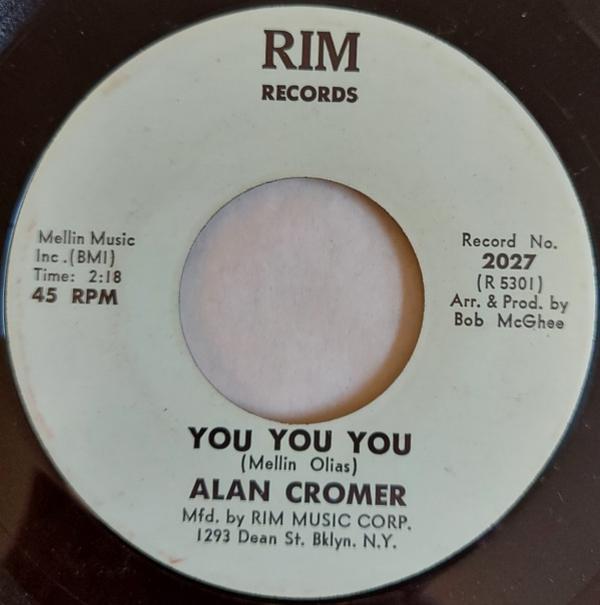 RIM
RECORDS
Mellin Music
Inc.(BMI)
Time: 2:18
45 RPM
Record No.
2027
(R 5301)
Arr. & Prod. by
Bob McGhee
YOU YOU YOU
(Mellin Olias)
ALAN CROMER
Mfd. by RIM MUSIC CORP.
1293 Dean St. Bklyn. N.Y.